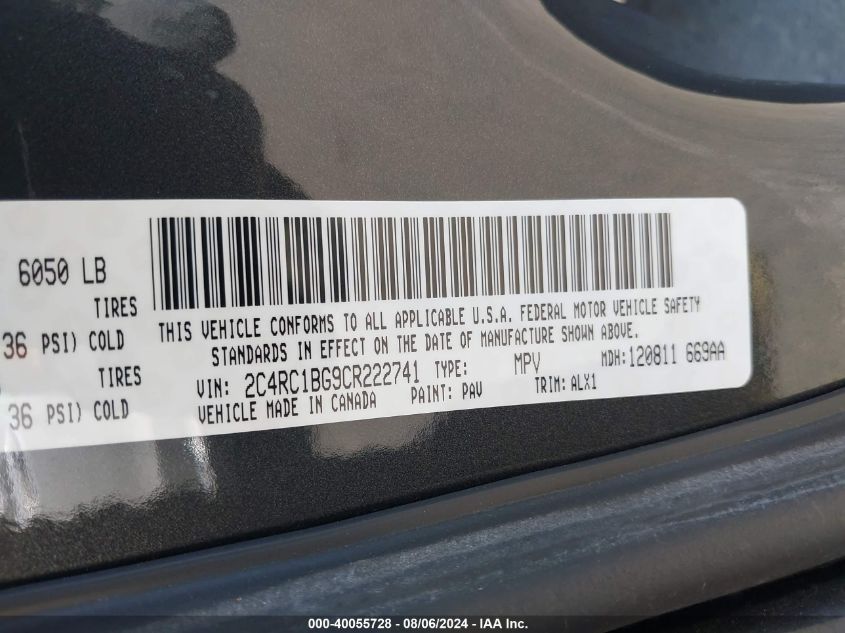 6050 LB
TIRES
36 PSI) COLD
TIRES
36 PSI) COLD
THIS VEHICLE CONFORMS TO ALL APPLICABLE U.S.A. FEDERAL MOTOR VEHICLE SAFETY
STANDARDS IN EFFECT ON THE DATE OF MANUFACTURE SHOWN ABOVE.
VIN: 2C4RC1BG9CR222741 TYPE: MPV MDH:120811 669AA
VEHICLE MADE IN CANADA PAINT: PAV TRIM: ALX1
000-40055728 - 08/06/2024 - IAA Inc.